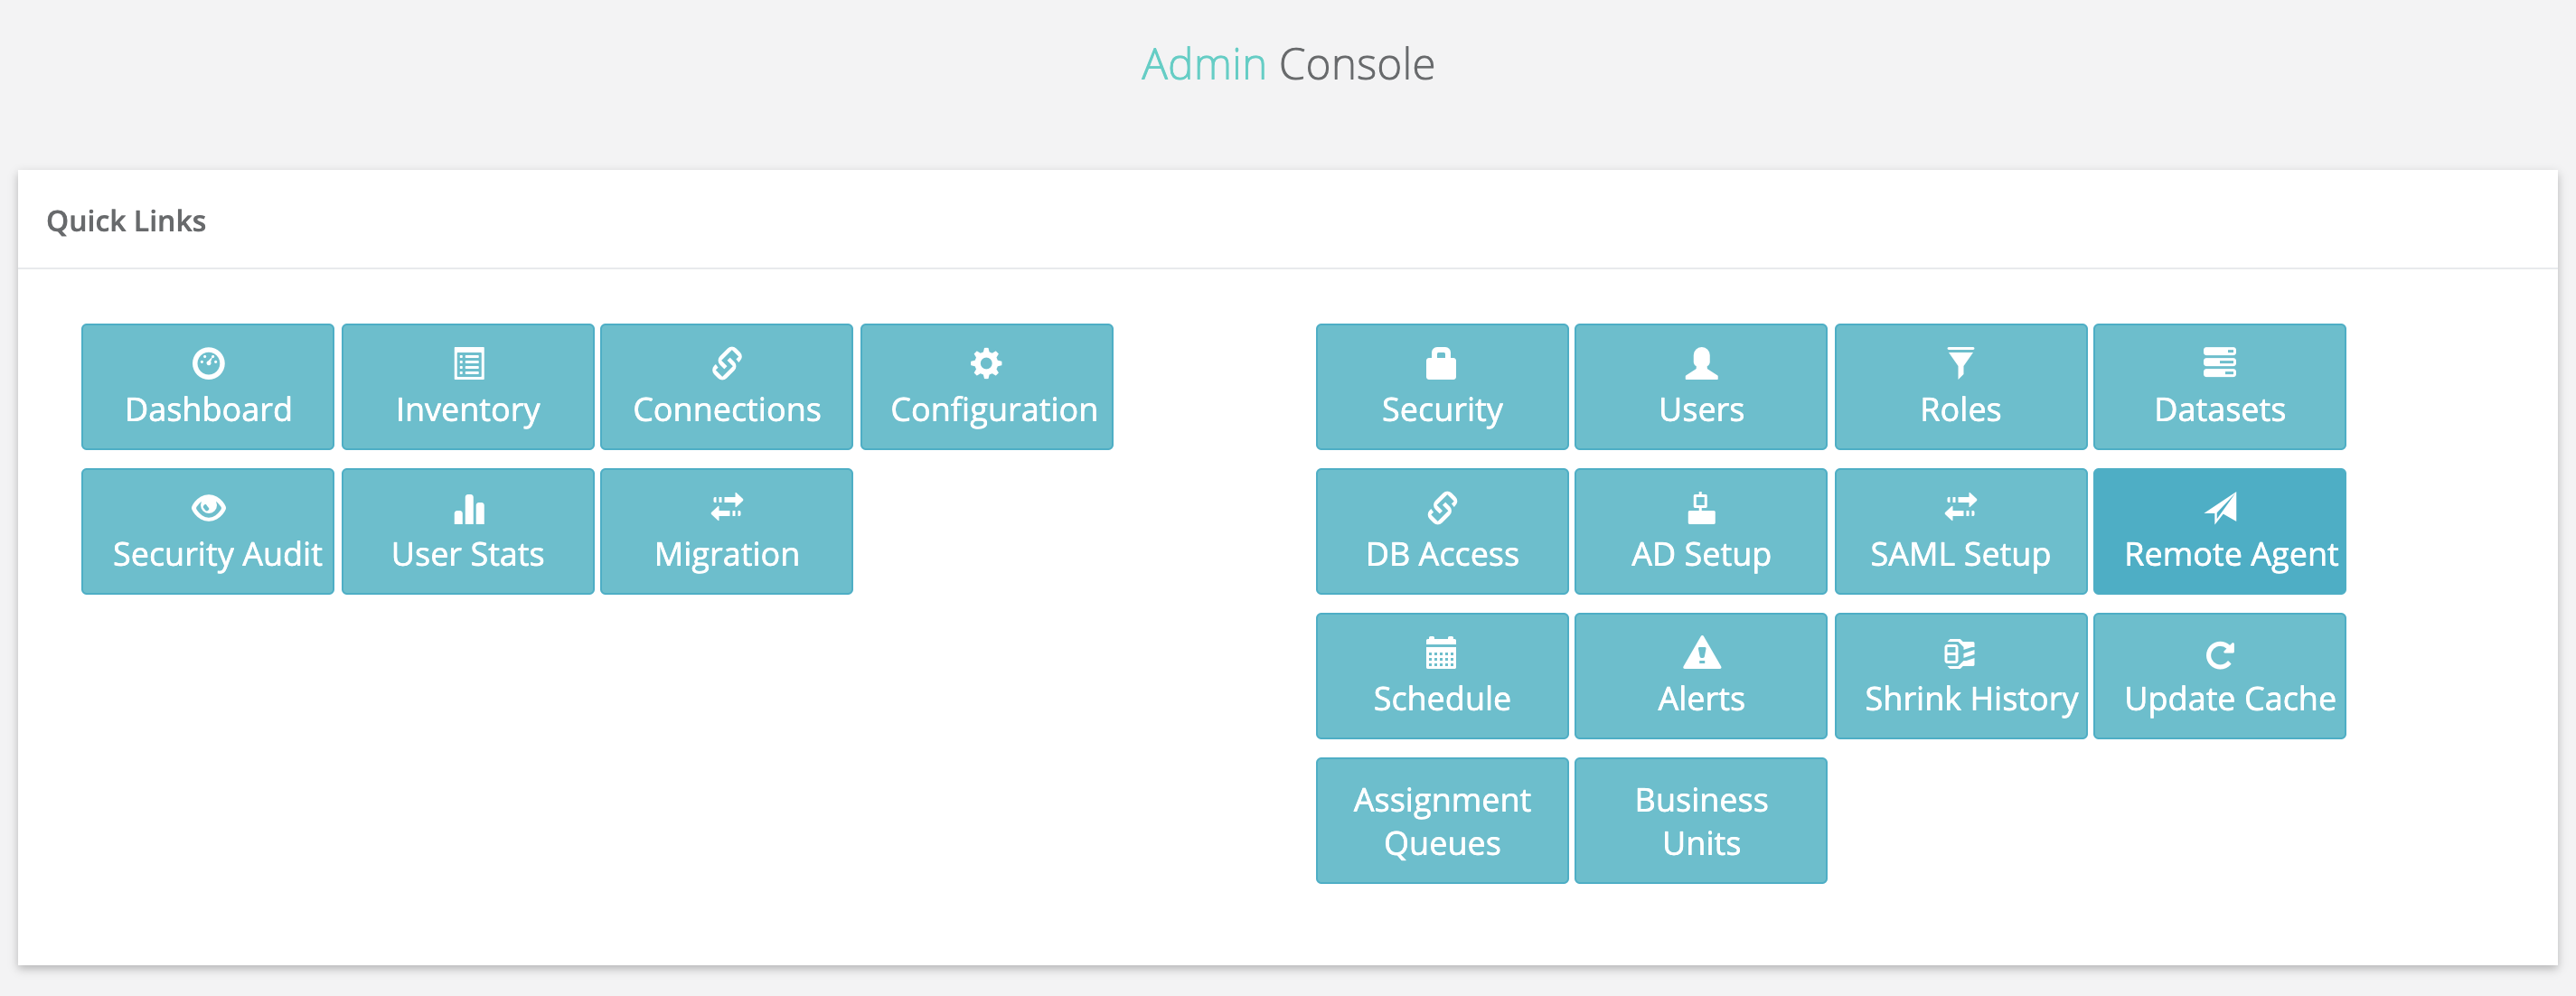 Admin Console
Quick Links
Dashboard
Inventory
Connections
Configuration
Security Audit
User Stats
Migration
Security
Users
Roles
Datasets
DB Access
AD Setup
SAML Setup
Remote Agent
Schedule
Alerts
Shrink History
Update Cache
Assignment
Queues
Business
Units